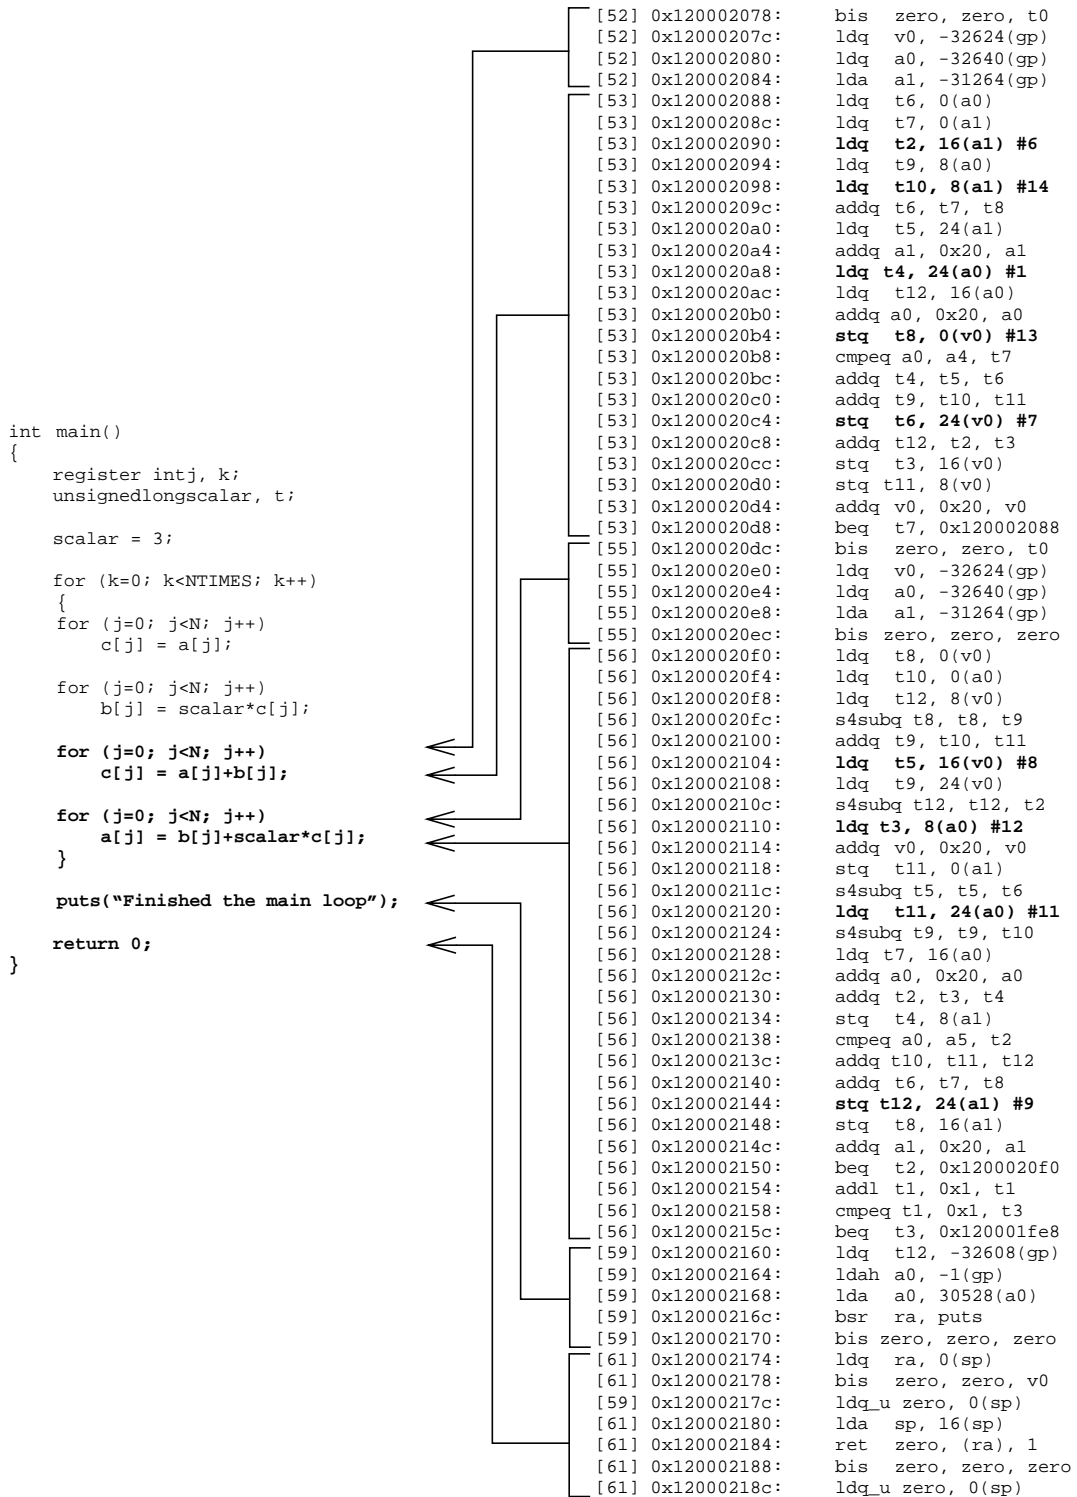 int main()
{
register intj, k;
unsignedlongscalar, t;
scalar = 3;
for (k=0; k<NTIMES; k++)
{
for (j=0; j<N; j++)
c[j] = a[j];
for (j=0; j<N; j++)
b[j] = scalar*c[j];
for (j=0; j<N; j++)
c[j] = a[j]+b[j];
for (j=0; j<N; j++)
a[j] = b[j]+scalar*c[j];
}
puts(“Finished the main loop”);
return 0;
}
[52] 0x120002078: bis zero, zero, t0
[52] 0x12000207c: ldq v0, -32624(gp)
[52] 0x120002080: ldq a0, -32640(gp)
[52] 0x120002084: lda a1, -31264(gp)
[53] 0x120002088: ldq t6, 0(a0)
[53] 0x12000208c: ldq t7, 0(a1)
[53] 0x120002090: ldq t2, 16(a1) #6
[53] 0x120002094: ldq t9, 8(a0)
[53] 0x120002098: ldq t10, 8(a1) #14
[53] 0x12000209c: addq t6, t7, t8
[53] 0x1200020a0: ldq t5, 24(a1)
[53] 0x1200020a4: addq a1, 0x20, a1
[53] 0x1200020a8: ldq t4, 24(a0) #1
[53] 0x1200020ac: ldq t12, 16(a0)
[53] 0x1200020b0: addq a0, 0x20, a0
[53] 0x1200020b4: stq t8, 0(v0) #13
[53] 0x1200020b8: cmpeq a0, a4, t7
[53] 0x1200020bc: addq t4, t5, t6
[53] 0x1200020c0: addq t9, t10, t11
[53] 0x1200020c4: stq t6, 24(v0) #7
[53] 0x1200020c8: addq t12, t2, t3
[53] 0x1200020cc: stq t3, 16(v0)
[53] 0x1200020d0: stq t11, 8(v0)
[53] 0x1200020d4: addq v0, 0x20, v0
[53] 0x1200020d8: beq t7, 0x120002088
[55] 0x1200020dc: bis zero, zero, t0
[55] 0x1200020e0: ldq v0, -32624(gp)
[55] 0x1200020e4: ldq a0, -32640(gp)
[55] 0x1200020e8: lda a1, -31264(gp)
[55] 0x1200020ec: bis zero, zero, zero
[56] 0x1200020f0: ldq t8, 0(v0)
[56] 0x1200020f4: ldq t10, 0(a0)
[56] 0x1200020f8: ldq t12, 8(v0)
[56] 0x1200020fc: s4subq t8, t8, t9
[56] 0x120002100: addq t9, t10, t11
[56] 0x120002104: ldq t5, 16(v0) #8
[56] 0x120002108: ldq t9, 24(v0)
[56] 0x12000210c: s4subq t12, t12, t2
[56] 0x120002110: ldq t3, 8(a0) #12
[56] 0x120002114: addq v0, 0x20, v0
[56] 0x120002118: stq t11, 0(a1)
[56] 0x12000211c: s4subq t5, t5, t6
[56] 0x120002120: ldq t11, 24(a0) #11
[56] 0x120002124: s4subq t9, t9, t10
[56] 0x120002128: ldq t7, 16(a0)
[56] 0x12000212c: addq a0, 0x20, a0
[56] 0x120002130: addq t2, t3, t4
[56] 0x120002134: stq t4, 8(a1)
[56] 0x120002138: cmpeq a0, a5, t2
[56] 0x12000213c: addq t10, t11, t12
[56] 0x120002140: addq t6, t7, t8
[56] 0x120002144: stq t12, 24(a1) #9
[56] 0x120002148: stq t8, 16(a1)
[56] 0x12000214c: addq a1, 0x20, a1
[56] 0x120002150: beq t2, 0x1200020f0
[56] 0x120002154: addl t1, 0x1, t1
[56] 0x120002158: cmpeq t1, 0x1, t3
[56] 0x12000215c: beq t3, 0x120001fe8
[59] 0x120002160: ldq t12, -32608(gp)
[59] 0x120002164: ldah a0, -1(gp)
[59] 0x120002168: lda a0, 30528(a0)
[59] 0x12000216c: bsr ra, puts
[59] 0x120002170: bis zero, zero, zero
[61] 0x120002174: ldq ra, 0(sp)
[61] 0x120002178: bis zero, zero, v0
[59] 0x12000217c: ldq_u zero, 0(sp)
[61] 0x120002180: lda sp, 16(sp)
[61] 0x120002184: ret zero, (ra), 1
[61] 0x120002188: bis zero, zero, zero
[61] 0x12000218c: ldq_u zero, 0(sp)